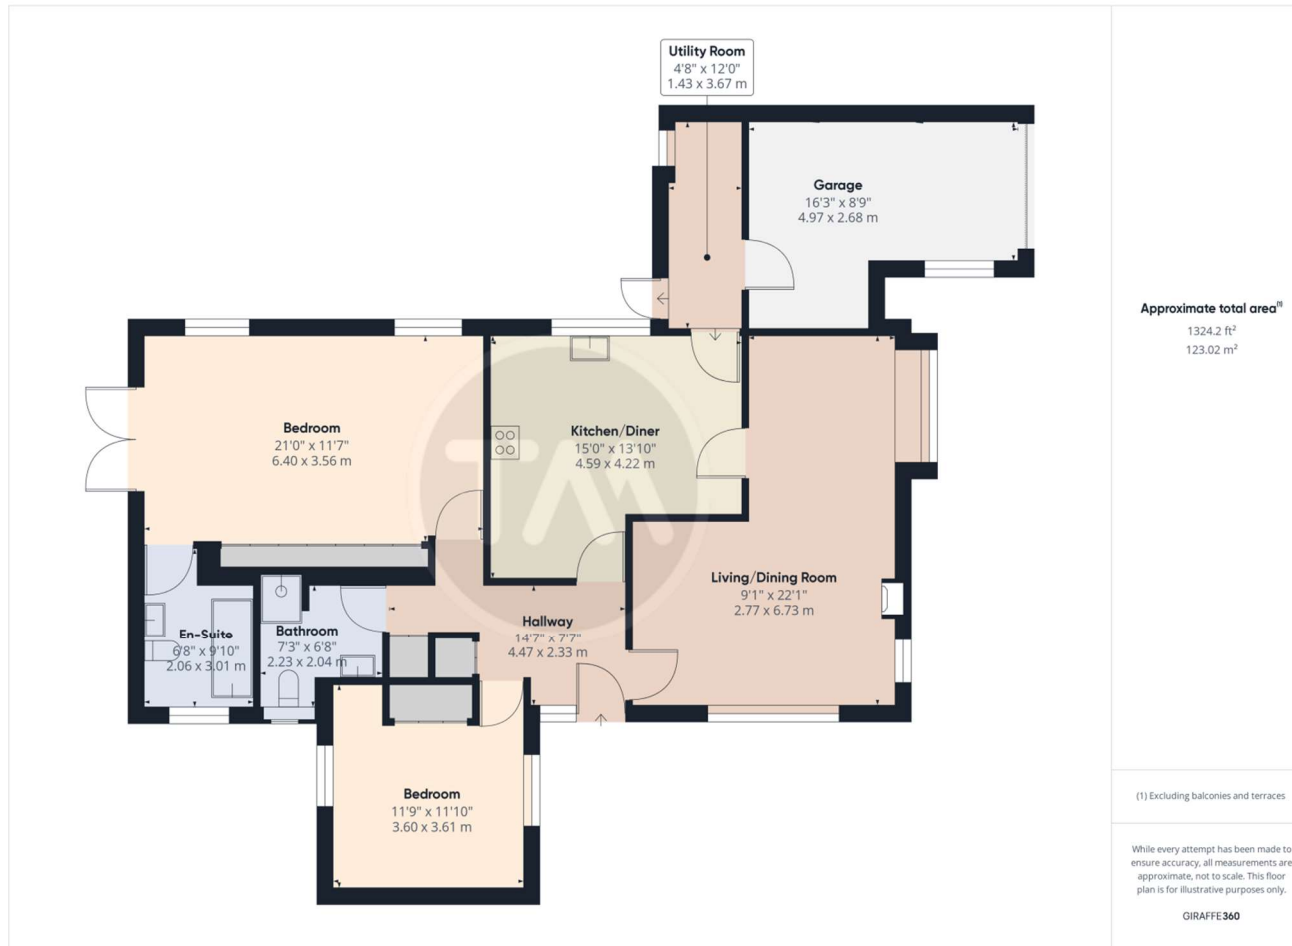 Utility Room
4'8" x 12'0"
1.43 x 3.67 m
Garage
16'3" x 8'9"
4.97 x 2.68 m
Bedroom
21'0" x 11'7"
6.40 x 3.56 m
Kitchen/Diner
15'0" x 13'10"
4.59 x 4.22 m
TM
Living/Dining Room
9'1" x 22'1"
2.77 x 6.73 m
Hallway
14'7" x 7'7"
4.47 x 2.33 m
En-Suite
6'8" x 9'10"
2.06 x 3.01 m
Bathroom
7'3" x 6'8"
2.23 x 2.04 m
Bedroom
11'9" x 11'10"
3.60 x 3.61 m
Approximate total area(1)
1324.2 ft²
123.02 m²
(1) Excluding balconies and terraces
While every attempt has been made to
ensure accuracy, all measurements are
approximate, not to scale. This floor
plan is for illustrative purposes only.
GIRAFFE360